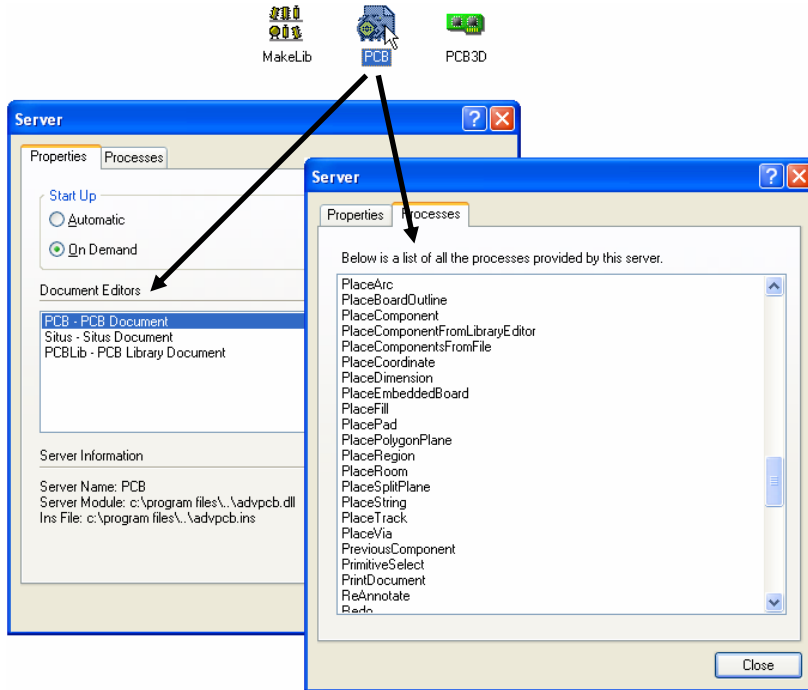 MakeLib
PCB
PCB3D
Server
Properties
Processes
Start Up
Automatic
On Demand
Document Editors
PCB - PCB Document
Situs - Situs Document
PCBLib - PCB Library Document
Server Information
Server Name: PCB
Server Module: c:\program files\..\advpcb.dll
Ins File: c:\program files\..\advpcb.ins
Server
Properties
Processes
Below is a list of all the processes provided by this server.
PlaceArc
PlaceBoardOutline
PlaceComponent
PlaceComponentFromLibraryEditor
PlaceComponentsFromFile
PlaceCoordinate
PlaceDimension
PlaceEmbeddedBoard
PlaceFill
PlacePad
PlacePolygonPlane
PlaceRegion
PlaceRoom
PlaceSplitPlane
PlaceString
PlaceTrack
PlaceVia
PreviousComponent
PrimitiveSelect
PrintDocument
ReAnnotate
Redo
Close